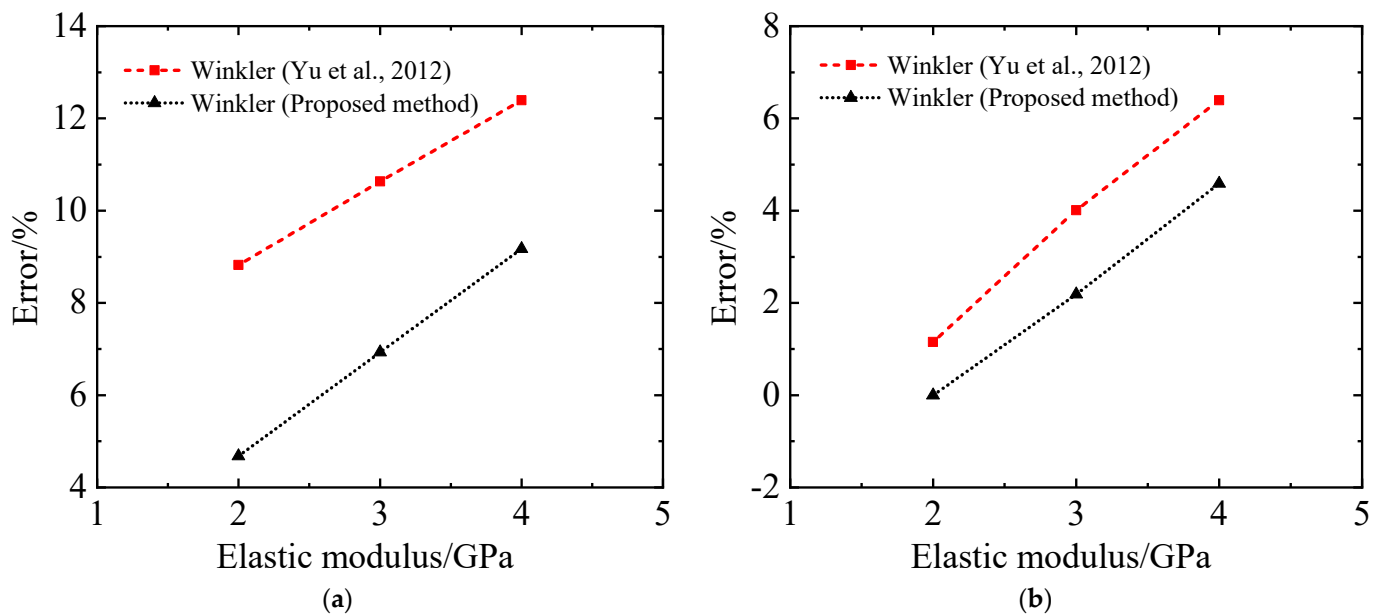 14
12
10
8
6
4
Error/%
Winkler (Yu et al., 2012)
Winkler (Proposed method)
1
2
3
4
5
Elastic modulus/GPa
(a)
8
6
4
2
0
-2
Error/%
Winkler (Yu et al., 2012)
Winkler (Proposed method)
1
2
3
4
5
Elastic modulus/GPa
(b)